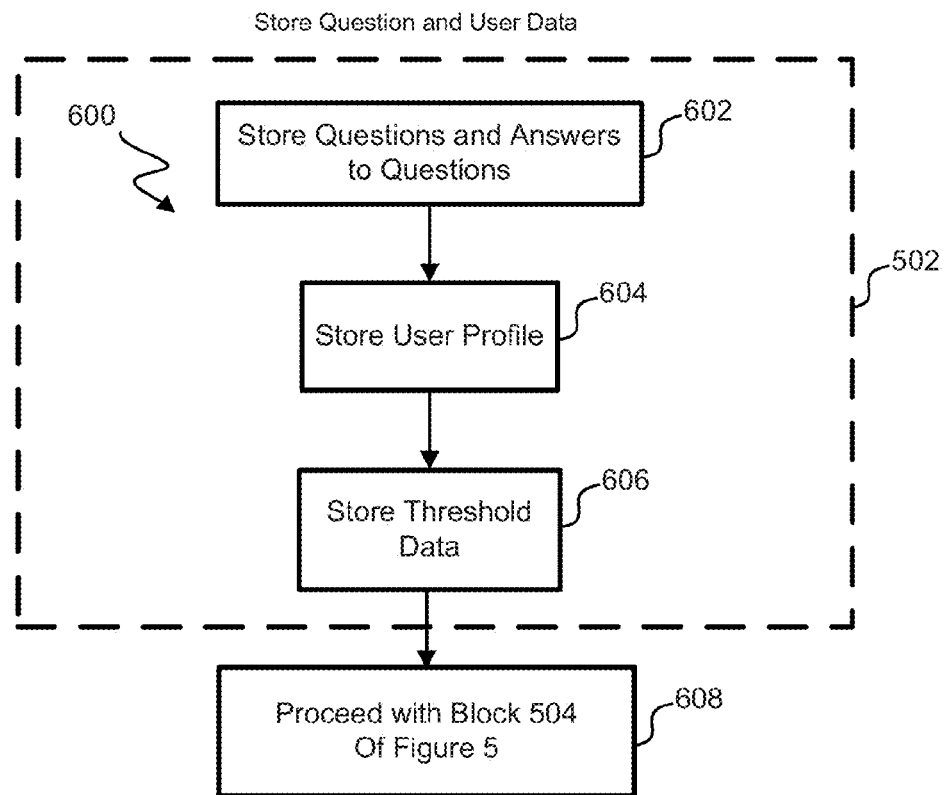 Store Question and User Data
600
602
Store Questions and Answers
to Questions
502
604
Store User Profile
606
Store Threshold
Data
608
Proceed with Block 504
Of Figure 5